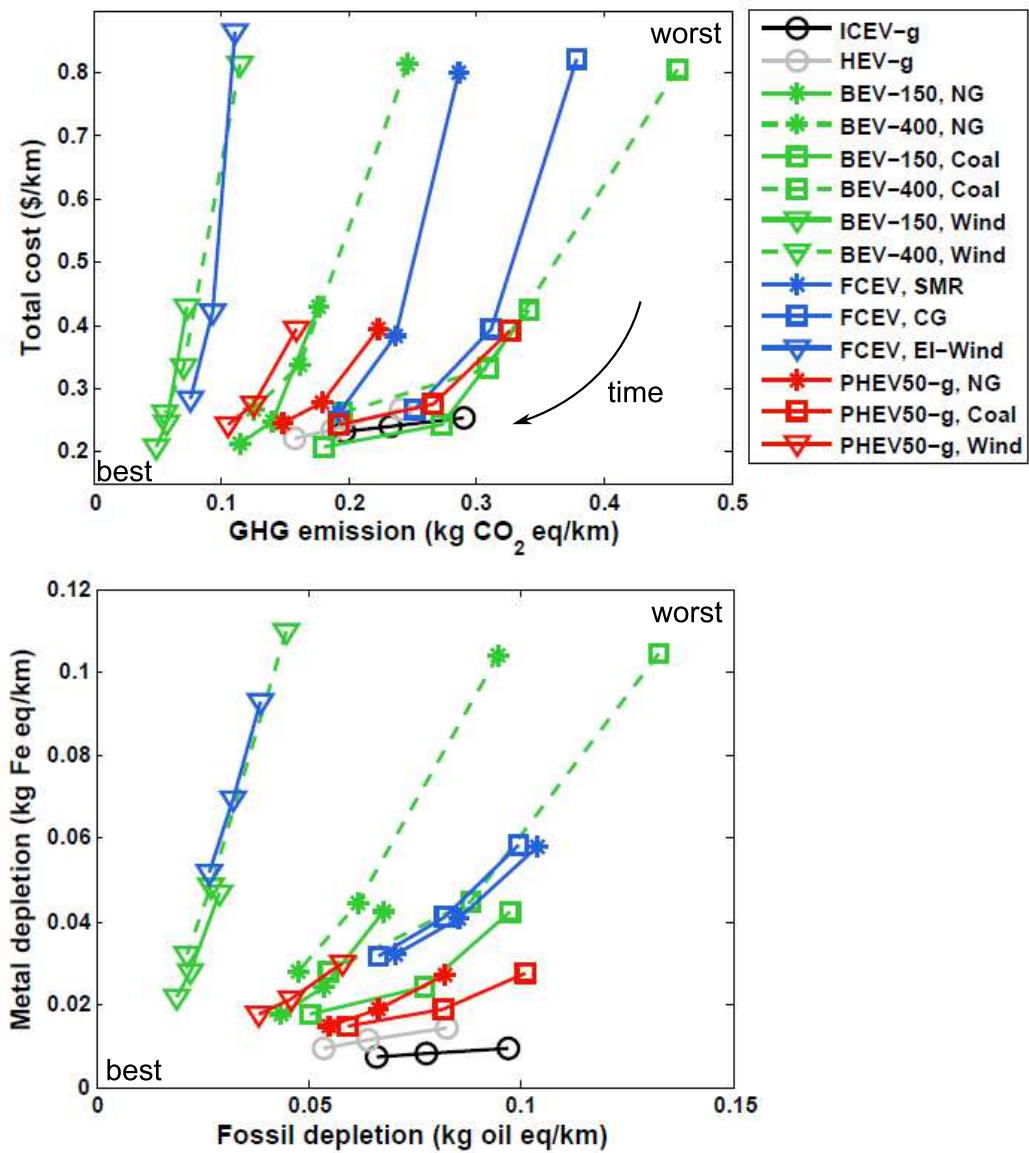 worst
0.8
0.7
0.6
0.5
0.4
0.3
0.2
Total cost ($/km)
time
best
0 0.1 0.2 0.3 0.4 0.5
GHG emission (kg CO2 eq/km)
ICEV-g
HEV-g
BEV-150, NG
BEV-400, NG
BEV-150, Coal
BEV-400, Coal
BEV-150, Wind
BEV-400, Wind
FCEV, SMR
FCEV, CG
FCEV, El-Wind
PHEV50-g, NG
PHEV50-g, Coal
PHEV50-g, Wind
0.12
worst
0.1
0.08
0.06
0.04
0.02
0
Metal depletion (kg Fe eq/km)
best
0 0.05 0.1 0.15
Fossil depletion (kg oil eq/km)